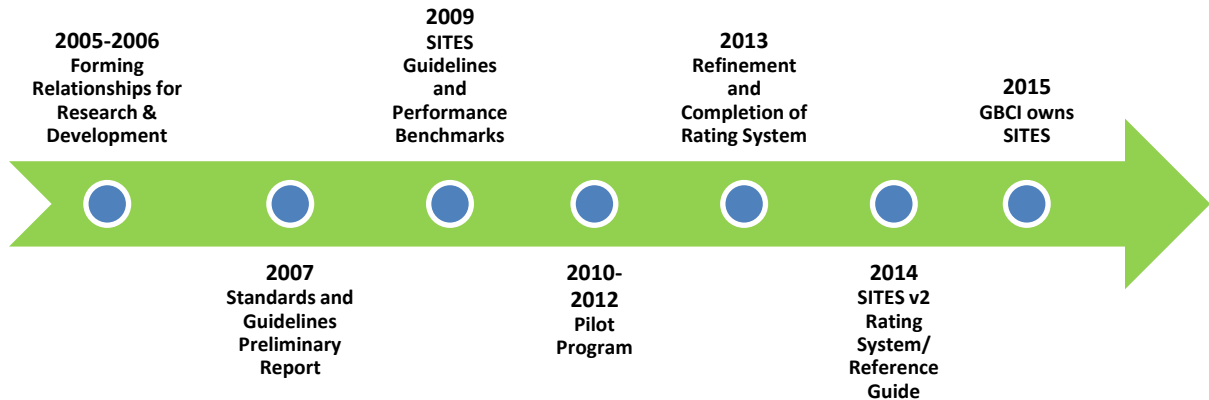 2005-2006
Forming
Relationships for
Research &
Development
2007
Standards and
Guidelines
Preliminary
Report
2009
SITES
Guidelines
and
Performance
Benchmarks
2010-
2012
Pilot
Program
2013
Refinement
and
Completion of
Rating System
2014
SITES v2
Rating
System/
Reference
Guide
2015
GBCI owns
SITES